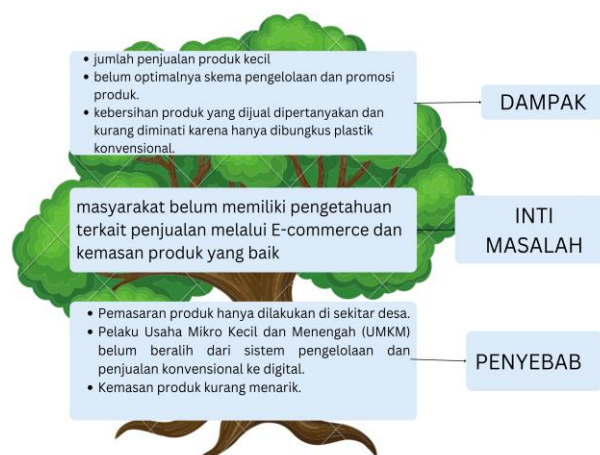 • jumlah penjualan produk kecil
• belum optimalnya skema pengelolaan dan promosi
produk.
• kebersihan produk yang dijual dipertanyakan dan
kurang diminati karena hanya dibungkus plastik
konvensional.
DAMPAK
masyarakat belum memiliki pengetahuan
terkait penjualan melalui E-commerce dan
kemasan produk yang baik
INTI
MASALAH
• Pemasaran produk hanya dilakukan di sekitar desa.
• Pelaku Usaha Mikro Kecil dan Menengah (UMKM)
belum beralih dari sistem pengelolaan dan
penjualan konvensional ke digital.
• Kemasan produk kurang menarik.
PENYEBAB